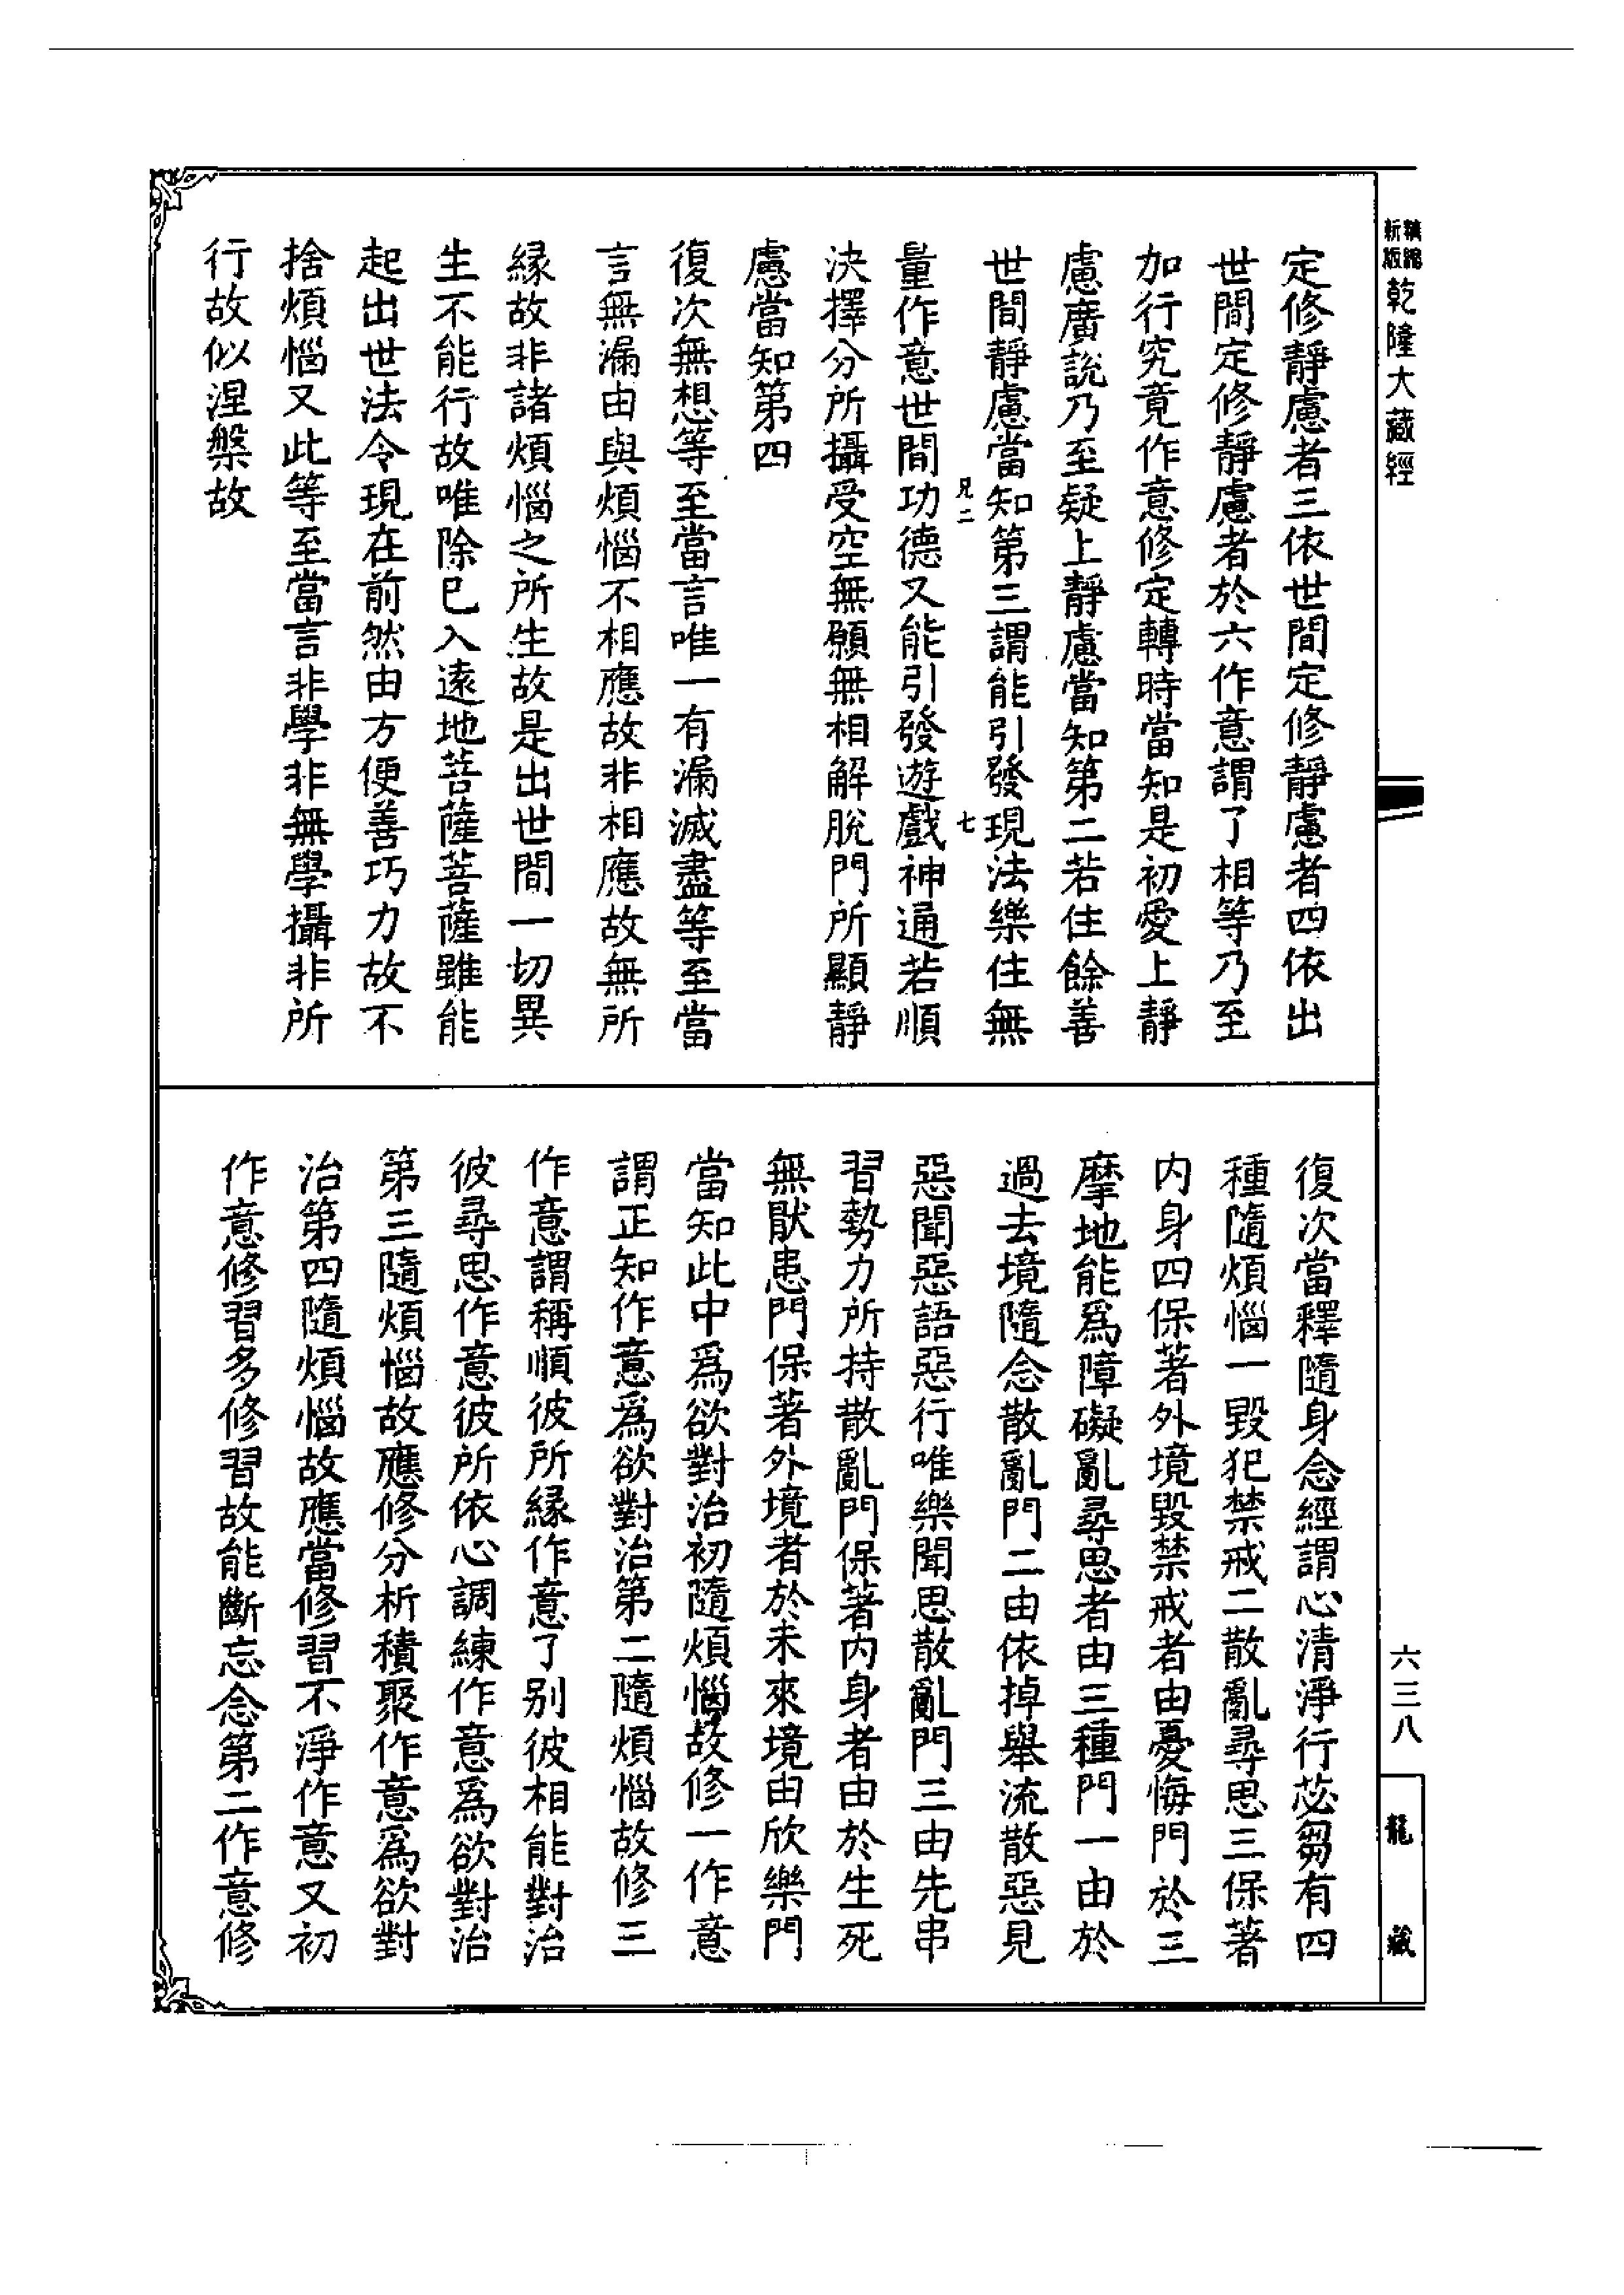 精縮新版乾隆大藏經
定修靜慮者三依世間定修靜慮者四依出
世間定修靜慮者於六作意謂了相等乃至
加行究竟作意修定轉時當知是初愛上靜
慮廣說乃至疑上靜慮當知第二若住餘善
世間靜慮當知第三謂能引發現法樂住無
兄二
七
量作意世間功德又能引發遊戲神通若順
決擇分所攝受空無願無相解脫門所顯靜
慮當知第四
復次無想等至當言唯一有漏滅盡等至當
言無漏由與煩惱不相應故非相應故無所
緣故非諸煩惱之所生故是出世間一切異
生不能行故唯除已入遠地菩薩菩薩雖能
起出世法令現在前然由方便善巧力故不
捨煩惱又此等至當言非學非無學攝非所
行故似涅槃故
復次當釋隨身念經謂心清淨行苾芻有四
種隨煩惱一毀犯禁戒二散亂尋思三保著
內身四保著外境毀禁戒者由憂悔門於三
摩地能爲障礙亂尋思者由三種門一由於
過去境隨念散亂門二由依掉舉流散惡見
惡聞惡語惡行唯樂聞思散亂門三由先串
習勢力所持散亂門保著內身者由於生死
無猒患門保著外境者於未來境由欣樂門
當知此中爲欲對治初隨煩惱故修一作意
謂正知作意爲欲對治第二隨煩惱故修三
作意謂稱順彼所緣作意了別彼相能對治
彼尋思作意彼所依心調練作意爲欲對治
第三隨煩惱故應修分析積聚作意爲欲對
治第四隨煩惱故應當修習不淨作意又初
作意修習多修習故能斷忘念第二作意修
六三八
龍藏